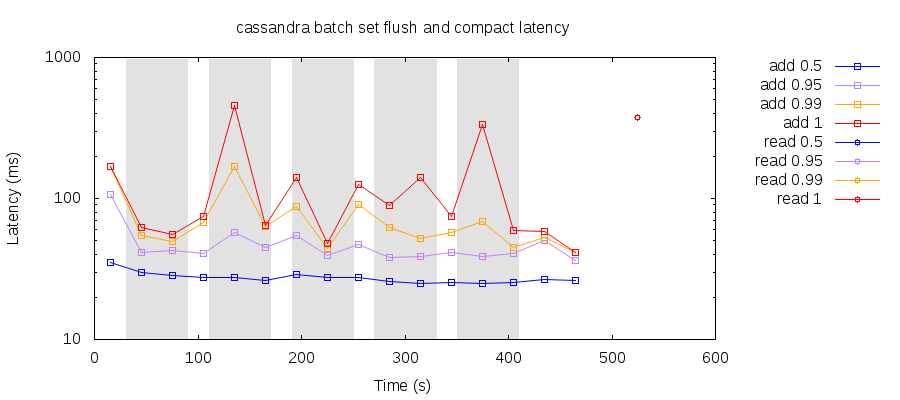 cassandra batch set flush and compact latency
1000
100
10
0 100 200 300 400 500 600
Latency (ms)
Time (s)
add 0.5
add 0.95
add 0.99
add 1
read 0.5
read 0.95
read 0.99
read 1